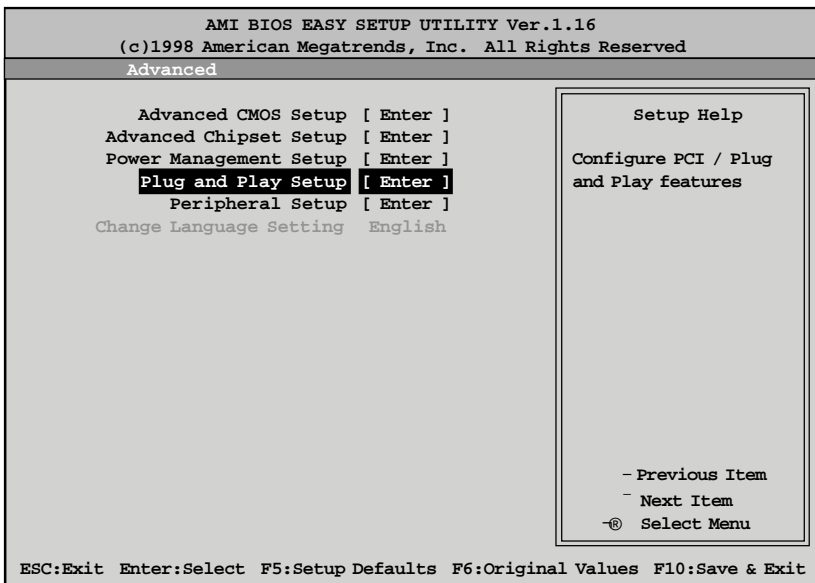 AMI BIOS EASY SETUP UTILITY Ver.1.16
(c)1998 American Megatrends, Inc. All Rights Reserved
Advanced
Advanced CMOS Setup [ Enter ]
Advanced Chipset Setup [ Enter ]
Power Management Setup [ Enter ]
Plug and Play Setup [ Enter ]
Peripheral Setup [ Enter ]
Change Language Setting English
Setup Help
Configure PCI / Plug
and Play features
- Previous Item
¯ Next Item
¬® Select Menu
ESC:Exit Enter:Select F5:Setup Defaults F6:Original Values F10:Save & Exit